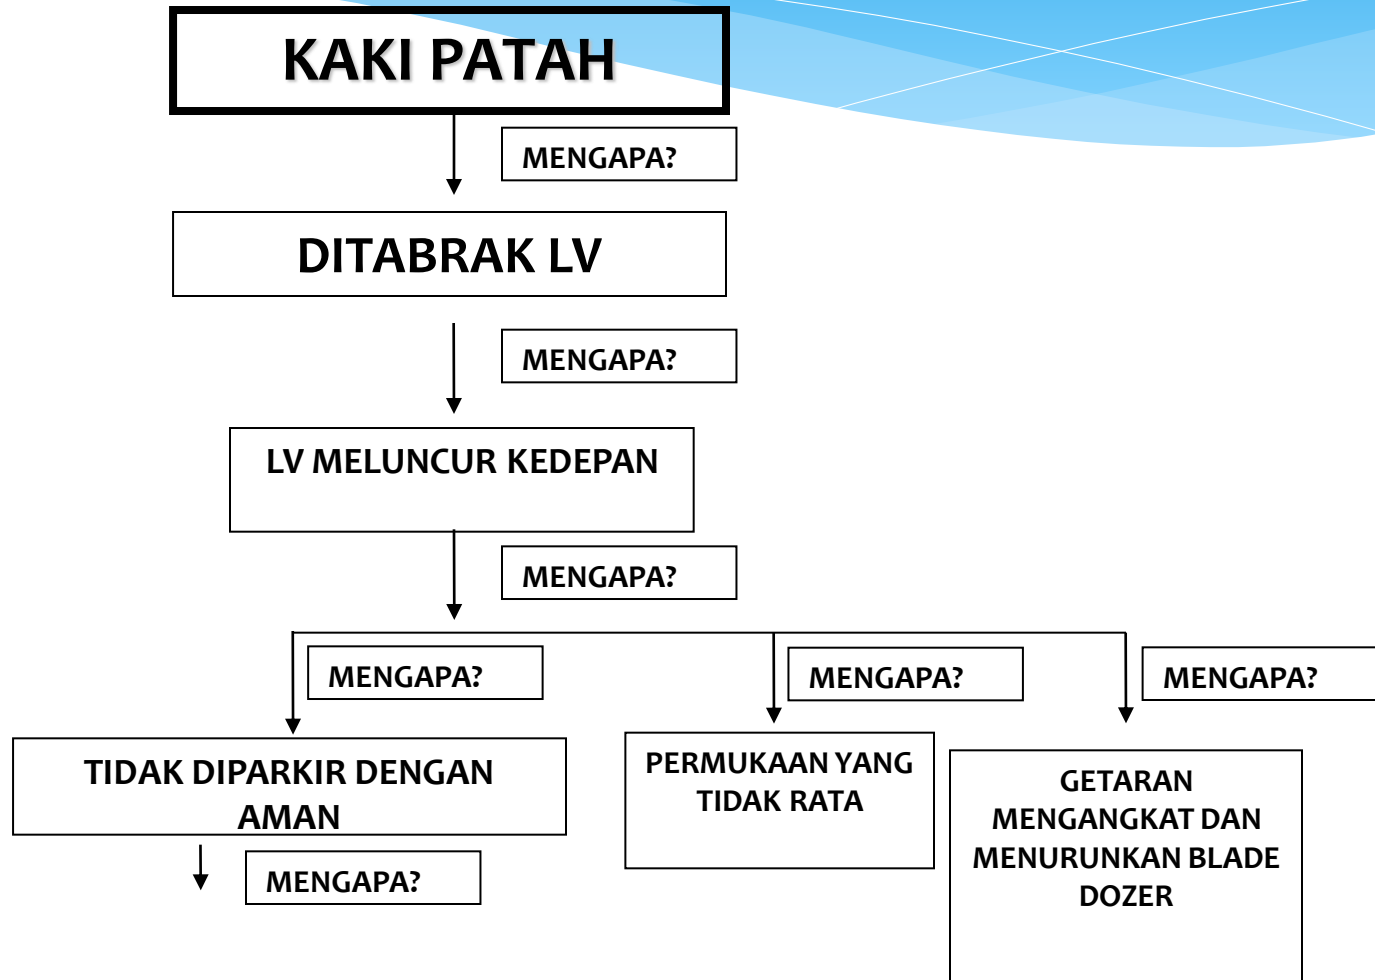 KAKI PATAH
MENGAPA?
DITABRAK LV
MENGAPA?
LV MELUNCUR KEDEPAN
MENGAPA?
MENGAPA?
MENGAPA?
MENGAPA?
TIDAK DIPARKIR DENGAN
AMAN
PERMUKAAN YANG
TIDAK RATA
GETARAN
MENGANGKAT DAN
MENURUNKAN BLADE
DOZER
MENGAPA?